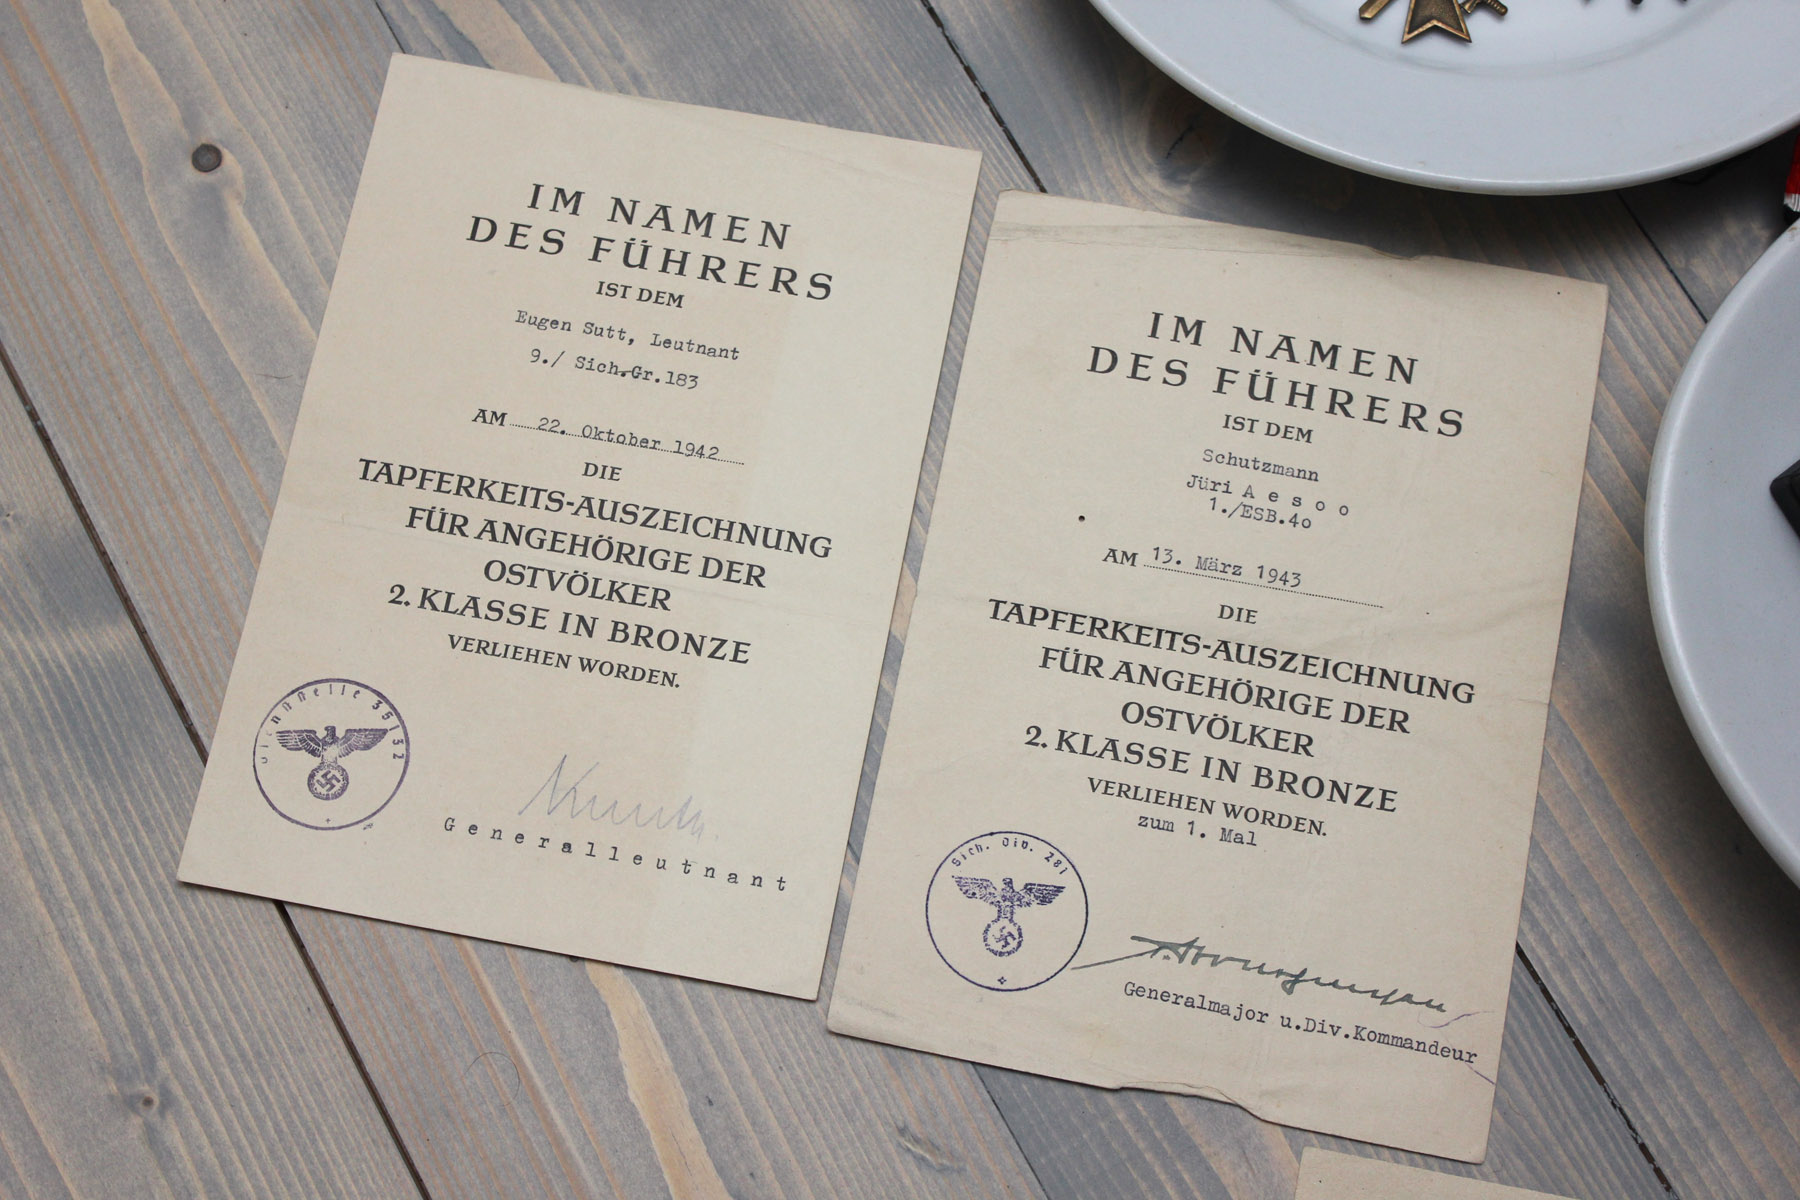 IM NAMEN
DES FÜHRERS
IST DEM
Eugen Sutt, Leutnant
9./ Sich.Gr.183
AM 22. Oktober 1942
DIE
TAPFERKEITS-AUSZEICHNUNG
FÜR ANGEHÖRIGE DER
OSTVÖLKER
2. KLASSE IN BRONZE
VERLIEHEN WORDEN.
Generalleutnant
IM NAMEN
DES FÜHRERS
IST DEM
Schutzmann
Jüri Aesoo
1./ESB.40
AM 13. März 1943
DIE
TAPFERKEITS-AUSZEICHNUNG
FÜR ANGEHÖRIGE DER
OSTVÖLKER
2. KLASSE IN BRONZE
VERLIEHEN WORDEN.
zum 1. Mal
Sich. Div. 281
Generalmajor u.Div.Kommandeur